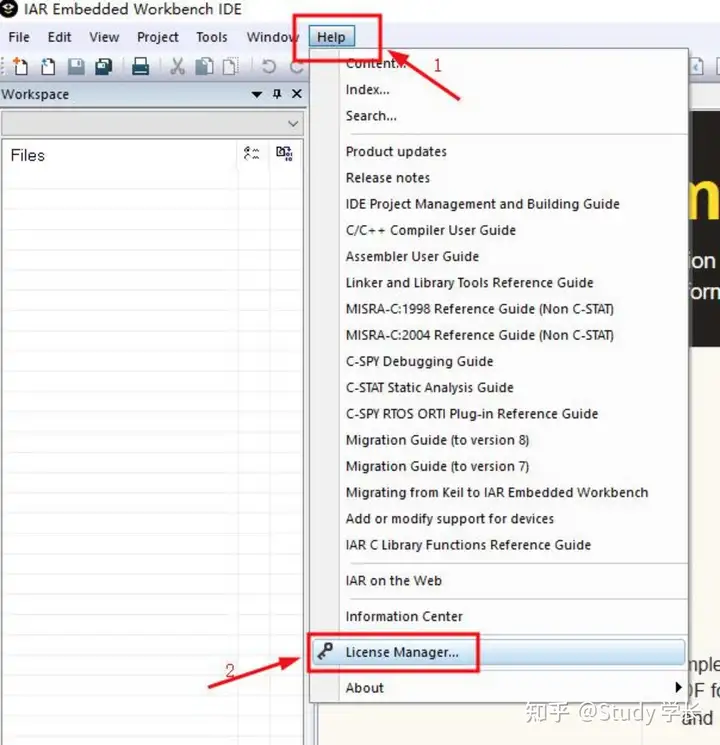 IAR Embedded Workbench IDE
File Edit View Project Tools Window Help
1
Workspace
Files
Content...
Index...
Search...
Product updates
Release notes
IDE Project Management and Building Guide
C/C++ Compiler User Guide
Assembler User Guide
Linker and Library Tools Reference Guide
MISRA-C:1998 Reference Guide (Non C-STAT)
MISRA-C:2004 Reference Guide (Non C-STAT)
C-SPY Debugging Guide
C-STAT Static Analysis Guide
C-SPY RTOS ORTI Plug-in Reference Guide
Migration Guide (to version 8)
Migration Guide (to version 7)
Migrating from Keil to IAR Embedded Workbench
Add or modify support for devices
IAR C Library Functions Reference Guide
IAR on the Web
Information Center
2
License Manager...
About
and
知乎 @Study 学长